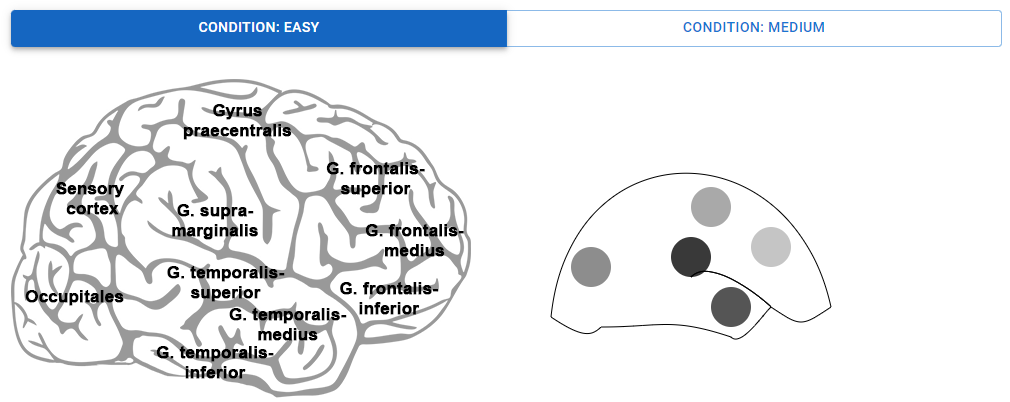 CONDITION: EASY
CONDITION: MEDIUM
Gyrus
praecentralis
G. frontalis-
superior
Sensory
cortex
G. supra-
marginalis
G. frontalis-
medius
G. temporalis-
superior
G. frontalis-
inferior
Occupitales
G. temporalis-
medius
G. temporalis-
inferior